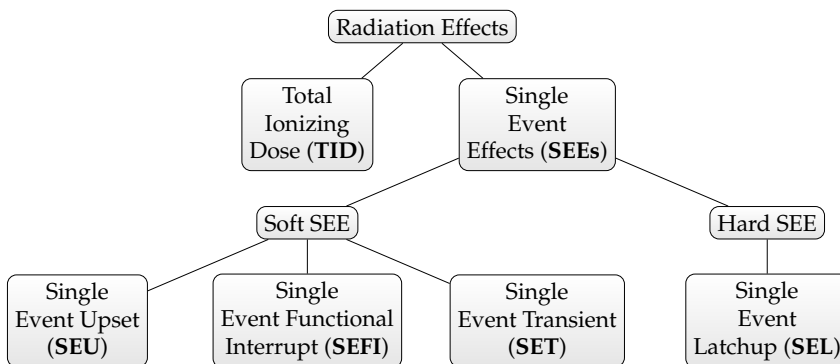 Radiation Effects
Total
Ionizing
Dose (TID)
Single
Event
Effects (SEEs)
Soft SEE
Hard SEE
Single
Event Upset
(SEU)
Single
Event Functional
Interrupt (SEFI)
Single
Event Transient
(SET)
Single
Event
Latchup (SEL)